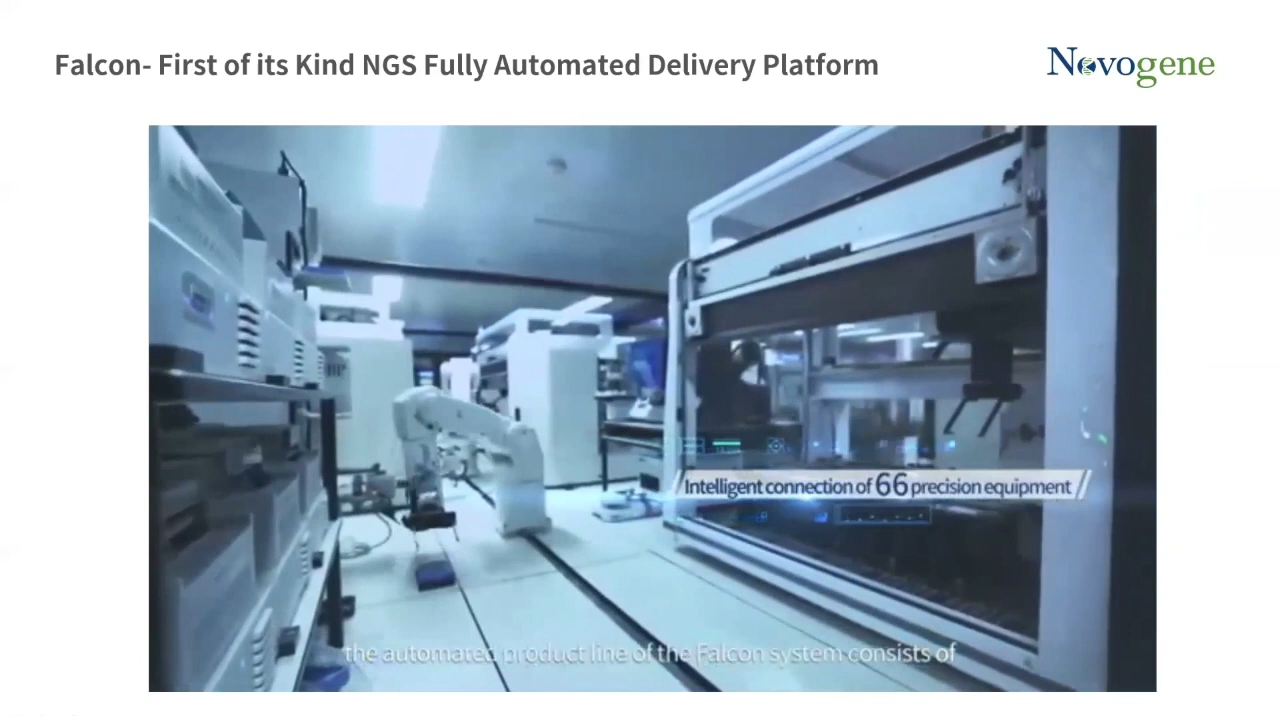 Falcon- First of its Kind NGS Fully Automated Delivery Platform
Novogene
Intelligent connection of 66 precision equipment
the automated product line of the Falcon system consists of